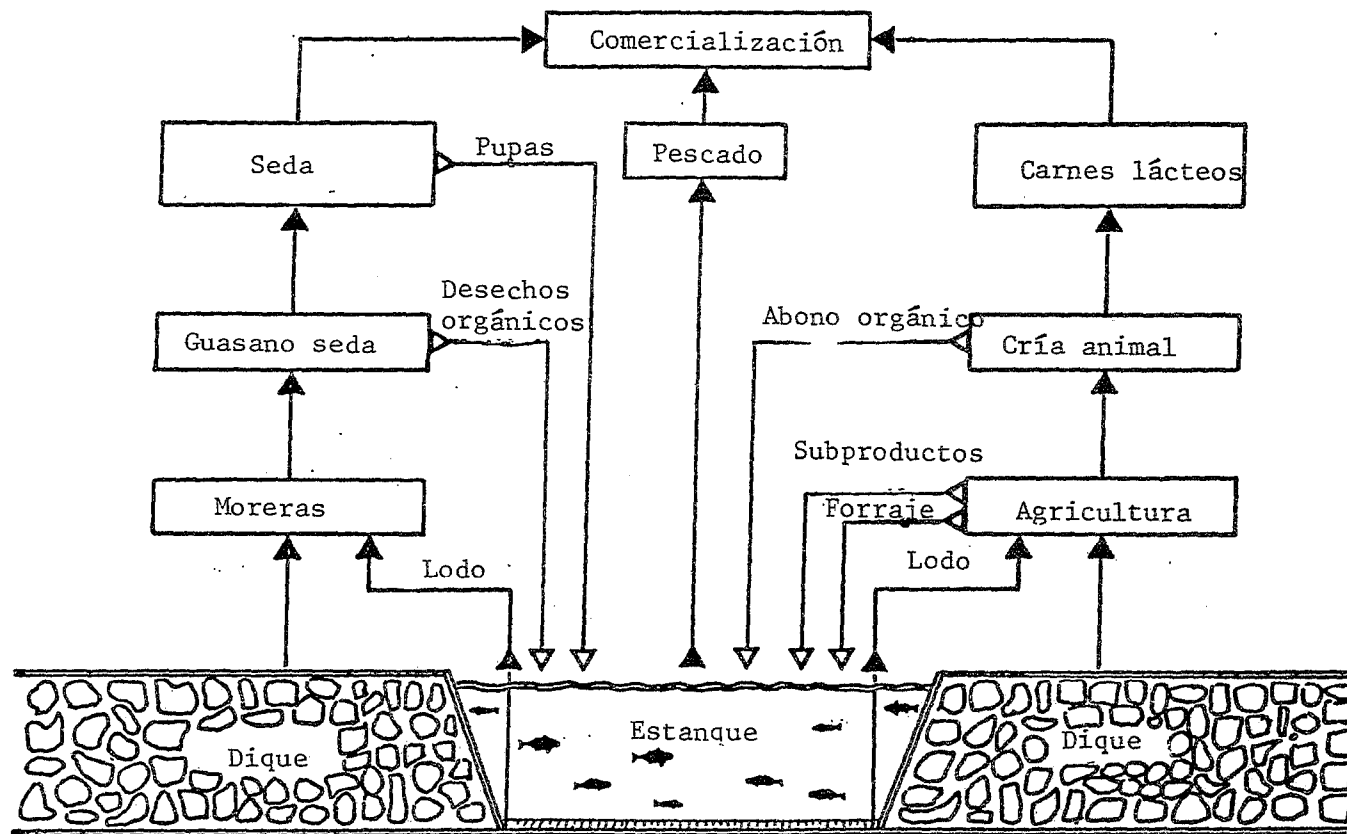 Comercialización
Seda
Pupas
Pescado
Carnes lácteos
Desechos
orgánicos
Abono orgánico
Guasano seda
Cría animal
Subproductos
Moreras
Forraje
Agricultura
Lodo
Lodo
Estanque
Dique
Dique